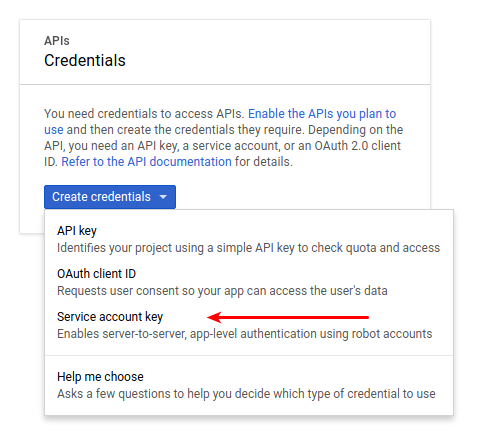 APIs
Credentials
You need credentials to access APIs. Enable the APIs you plan to
use and then create the credentials they require. Depending on the
API, you need an API key, a service account, or an OAuth 2.0 client
ID. Refer to the API documentation for details.
Create credentials
API key
Identifies your project using a simple API key to check quota and access
OAuth client ID
Requests user consent so your app can access the user's data
Service account key
Enables server-to-server, app-level authentication using robot accounts
Help me choose
Asks a few questions to help you decide which type of credential to use